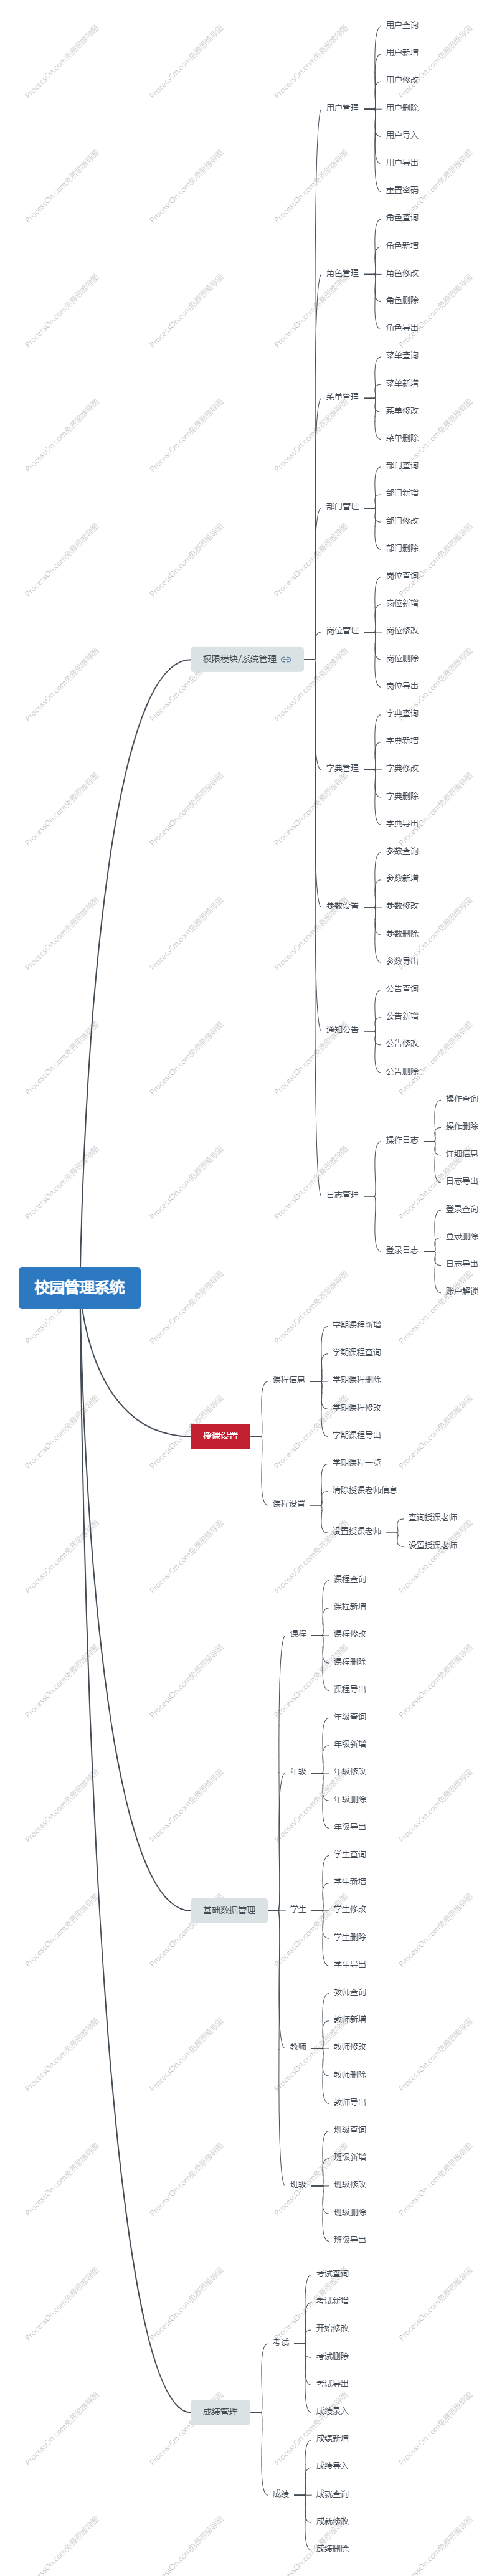 用户查询
用户新增
用户修改
用户管理
用户删除
用户导入
用户导出
重置密码
角色查询
角色新增
角色管理
角色修改
角色删除
角色导出
菜单查询
菜单新增
菜单管理
菜单修改
菜单删除
部门查询
部门新增
部门管理
部门修改
部门删除
岗位查询
岗位新增
岗位管理
岗位修改
权限模块/系统管理
岗位删除
岗位导出
字典查询
字典新增
字典管理
字典修改
字典删除
字典导出
参数查询
参数新增
参数设置
参数修改
参数删除
参数导出
公告查询
公告新增
通知公告
公告修改
公告删除
操作查询
操作删除
操作日志
详细信息
日志导出
日志管理
登录查询
登录删除
登录日志
日志导出
账户解锁
校园管理系统
学期课程新增
学期课程查询
课程信息
学期课程删除
学期课程修改
学期课程导出
授课设置
学期课程一览
清除授课老师信息
课程设置
设置授课老师
查询授课老师
设置授课老师
课程查询
课程新增
课程
课程修改
课程删除
课程导出
年级查询
年级新增
年级
年级修改
年级删除
年级导出
学生查询
学生新增
基础数据管理
学生
学生修改
学生删除
学生导出
教师查询
教师新增
教师
教师修改
教师删除
教师导出
班级查询
班级新增
班级
班级修改
班级删除
班级导出
考试查询
考试新增
开始修改
考试
考试删除
考试导出
成绩录入
成绩管理
成绩新增
成绩导入
成绩
成就查询
成就修改
成绩删除
ProcessOn.com免费思维导图